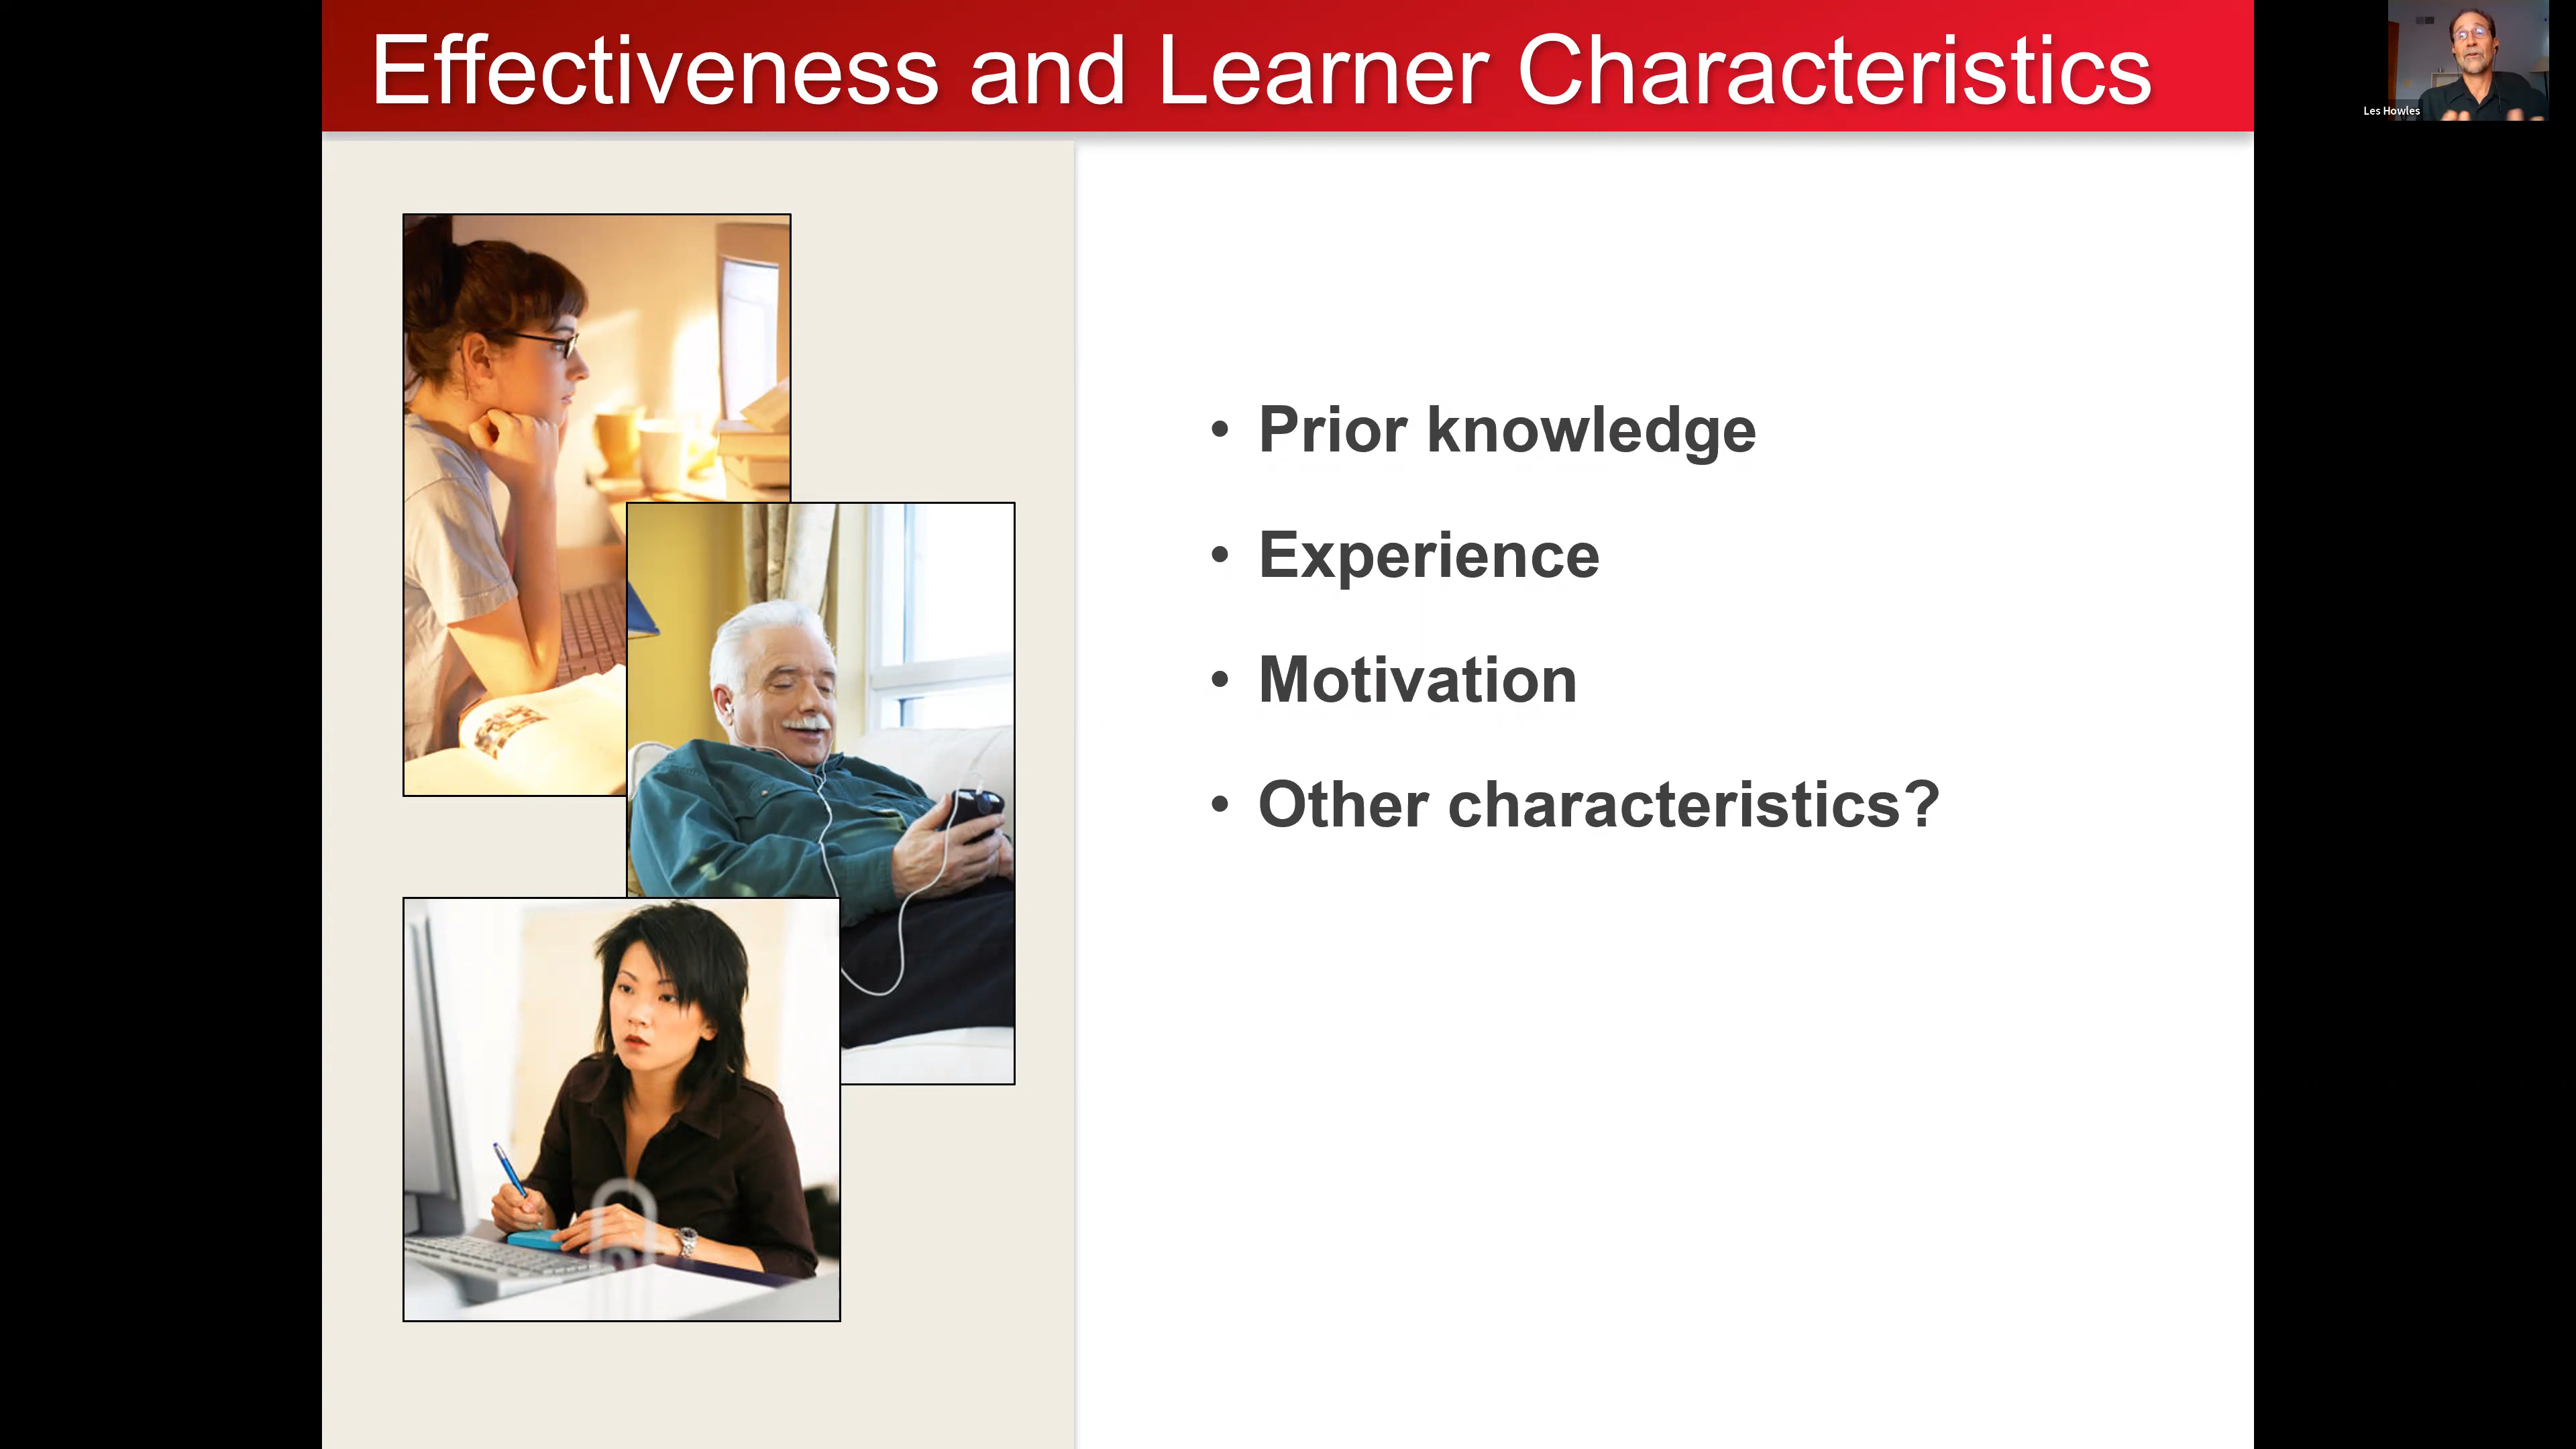 Effectiveness and Learner Characteristics
Les Howles
• Prior knowledge
• Experience
• Motivation
• Other characteristics?